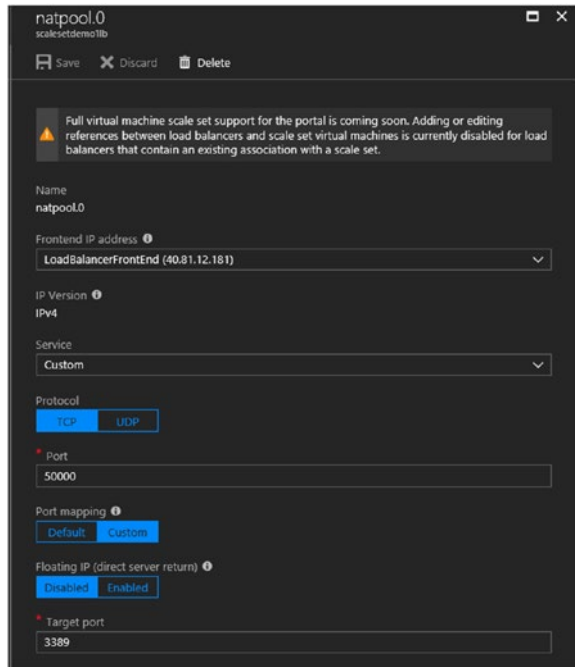 natpool.0
scalesetdemo1lb
Save Discard Delete
Full virtual machine scale set support for the portal is coming soon. Adding or editing
references between load balancers and scale set virtual machines is currently disabled for load
balancers that contain an existing association with a scale set.
Name
natpool.0
Frontend IP address
LoadBalancerFrontEnd (40.81.12.181)
IP Version
IPv4
Service
Custom
Protocol
TCP UDP
* Port
50000
Port mapping
Default Custom
Floating IP (direct server return)
Disabled Enabled
* Target port
3389